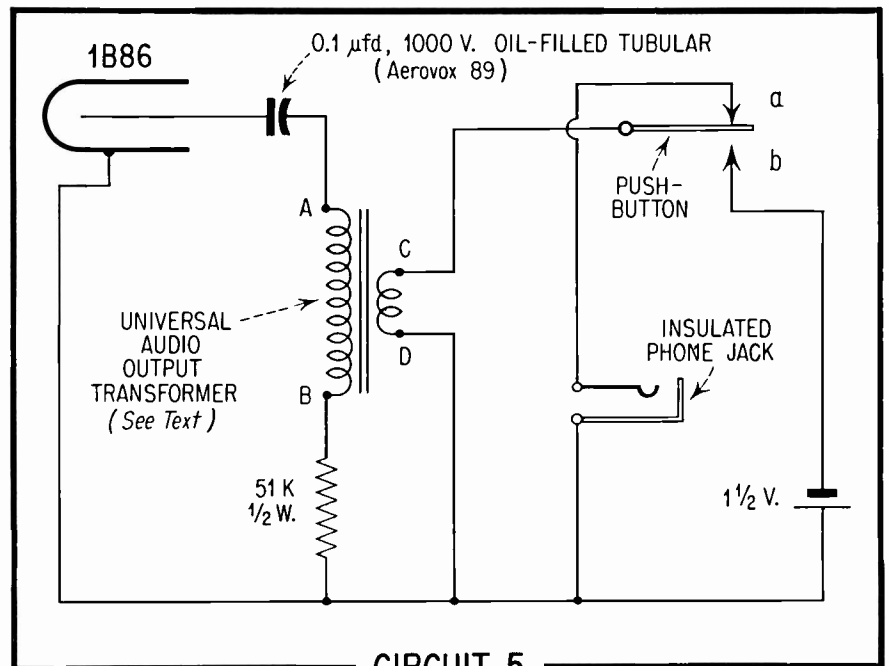 1B86
0.1 µfd, 1000 V. OIL-FILLED TUBULAR
(Aerovox 89)
a
b
PUSH-
BUTTON
A
C
UNIVERSAL
AUDIO
OUTPUT
TRANSFORMER
(See Text)
D
B
INSULATED
PHONE JACK
51 K
1/2 W.
1 1/2 V.
CIRCUIT 5